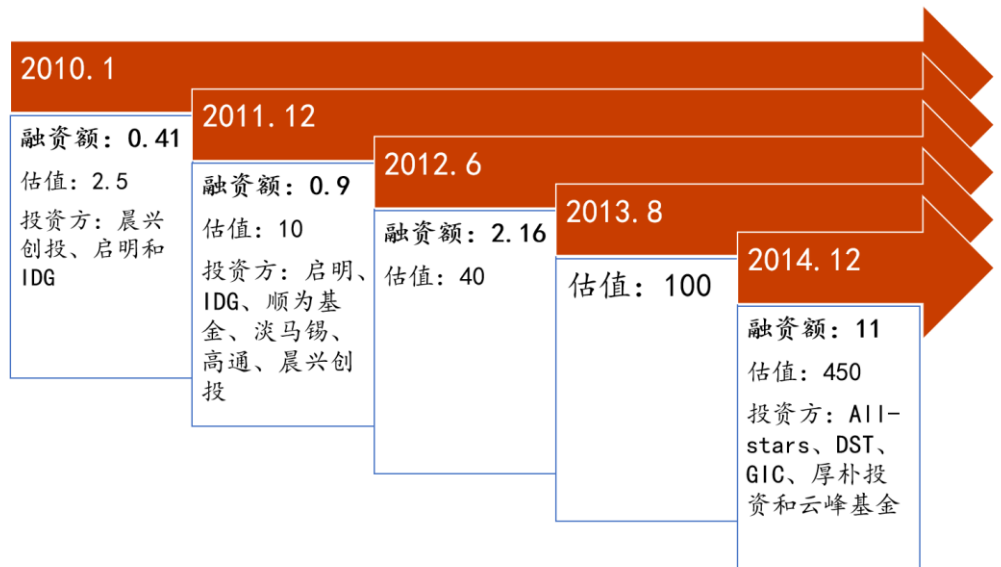 2010. 1
融资额: 0. 41
估值: 2. 5
投资方: 晨兴
创投、启明和
IDG
2011. 12
融资额: 0. 9
估值: 10
投资方: 启明、
IDG、顺为基
金、淡马锡、
高通、晨兴创
投
2012. 6
融资额: 2. 16
估值: 40
2013. 8
估值: 100
2014. 12
融资额: 11
估值: 450
投资方: All-
stars、DST、
GIC、厚朴投
资和云峰基金